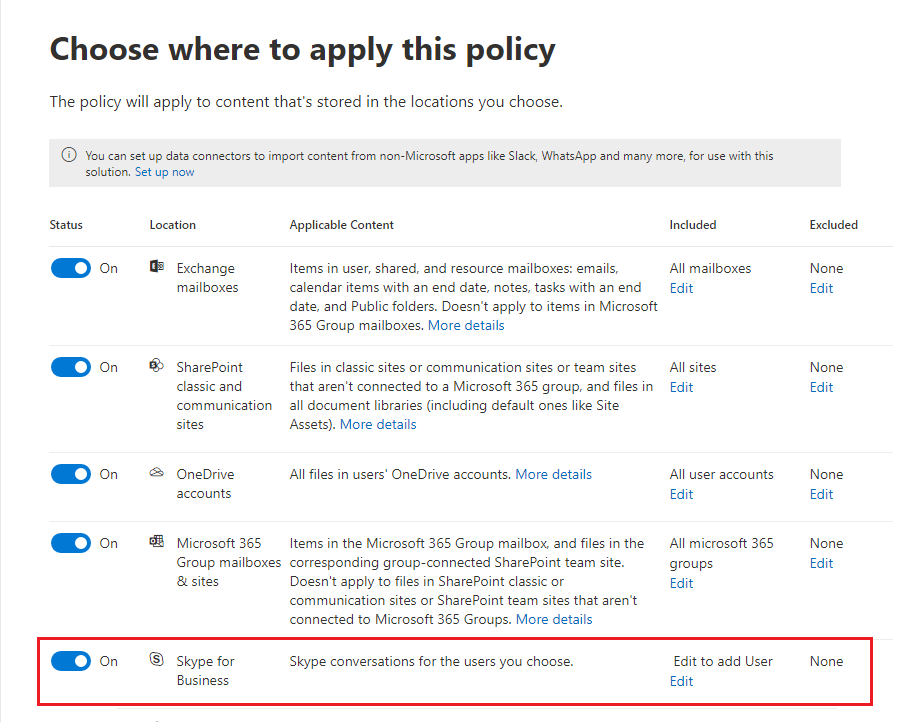 Choose where to apply this policy
The policy will apply to content that's stored in the locations you choose.
You can set up data connectors to import content from non-Microsoft apps like Slack, WhatsApp and many more, for use with this
solution. Set up now
Status Location Applicable Content Included Excluded
On Exchange Items in user, shared, and resource mailboxes: emails, All mailboxes None
mailboxes calendar items with an end date, notes, tasks with an end Edit Edit
date, and Public folders. Doesn't apply to items in Microsoft
365 Group mailboxes. More details
On SharePoint Files in classic sites or communication sites or team sites All sites None
classic and that aren't connected to a Microsoft 365 group, and files in Edit Edit
communication all document libraries (including default ones like Site
sites Assets). More details
On OneDrive All files in users' OneDrive accounts. More details All user accounts None
accounts Edit Edit
On Microsoft 365 Items in the Microsoft 365 Group mailbox, and files in the All microsoft 365 None
Group mailboxes corresponding group-connected SharePoint team site. groups Edit
& sites Doesn't apply to files in SharePoint classic or Edit
communication sites or SharePoint team sites that aren't
connected to Microsoft 365 Groups. More details
On Skype for Skype conversations for the users you choose. Edit to add User None
Business Edit